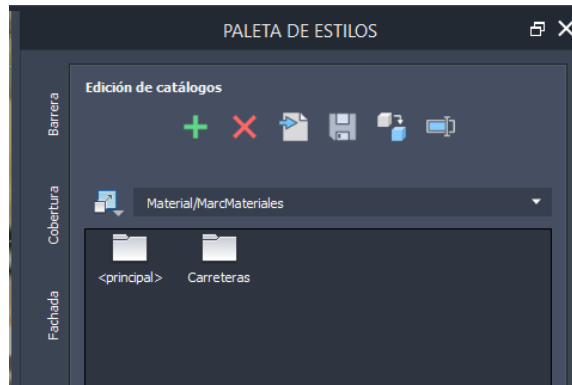 PALETA DE ESTILOS
Edición de catálogos
Barrera
Cobertura
Fachada
Material/MarcMateriales
<principal>
Carreteras